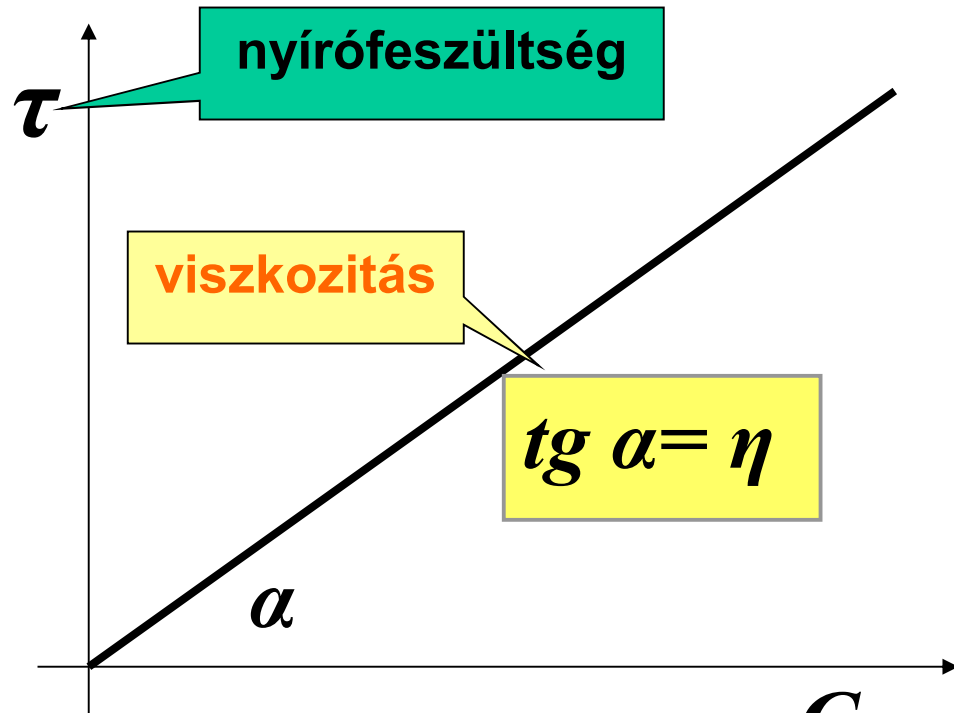 nyírófeszültség
τ
viszkozitás
tg α= η
α
G